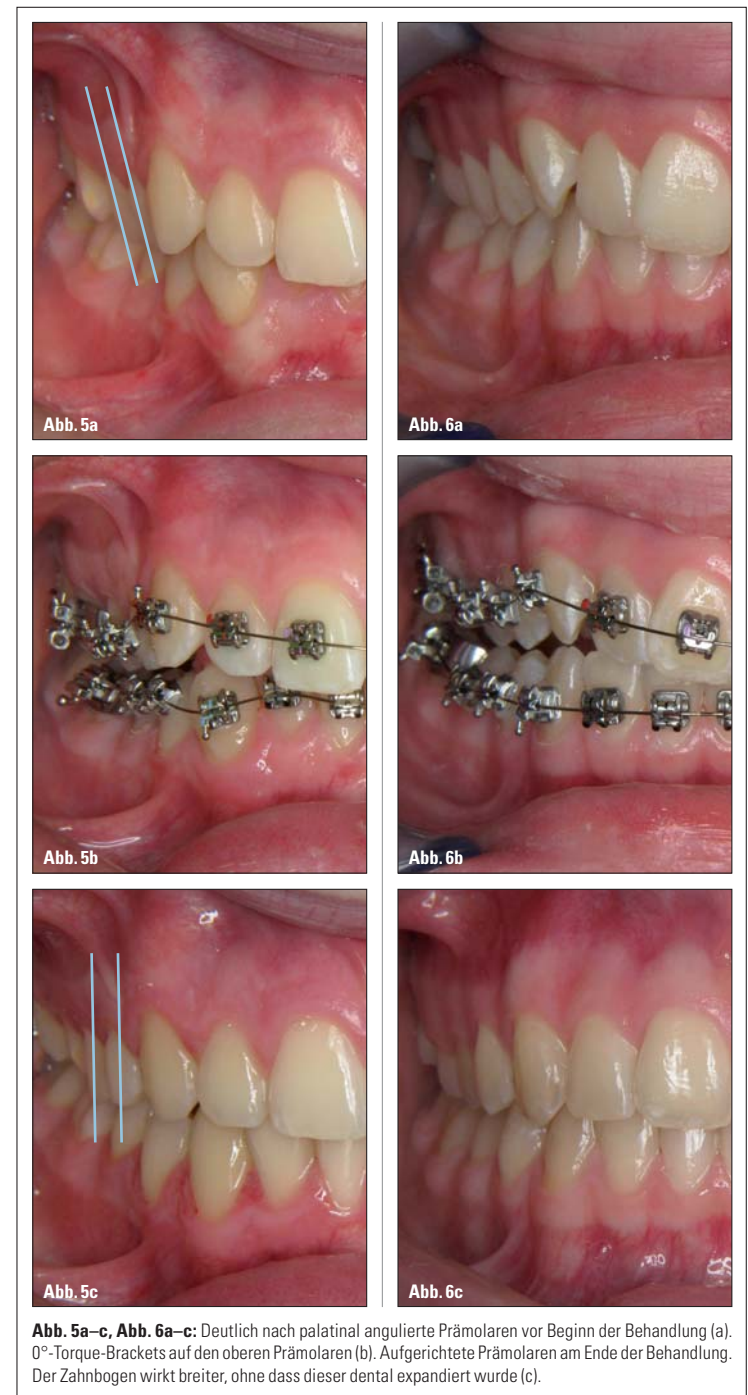 Abb. 5a
Abb. 6a
Abb. 5b
Abb. 6b
Abb. 5c
Abb. 6c
Abb. 5a–c, Abb. 6a–c: Deutlich nach palatinal angulierte Prämolaren vor Beginn der Behandlung (a).
0°-Torque-Brackets auf den oberen Prämolaren (b). Aufgerichtete Prämolaren am Ende der Behandlung.
Der Zahnbogen wirkt breiter, ohne dass dieser dental expandiert wurde (c).